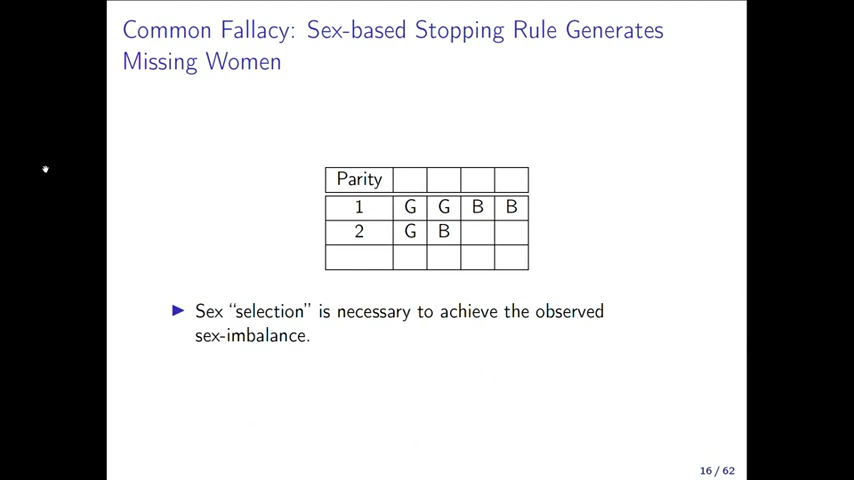 Common Fallacy: Sex-based Stopping Rule Generates
Missing Women
Parity
1 G G B B
2 G B
Sex “selection” is necessary to achieve the observed
sex-imbalance.
16 / 62